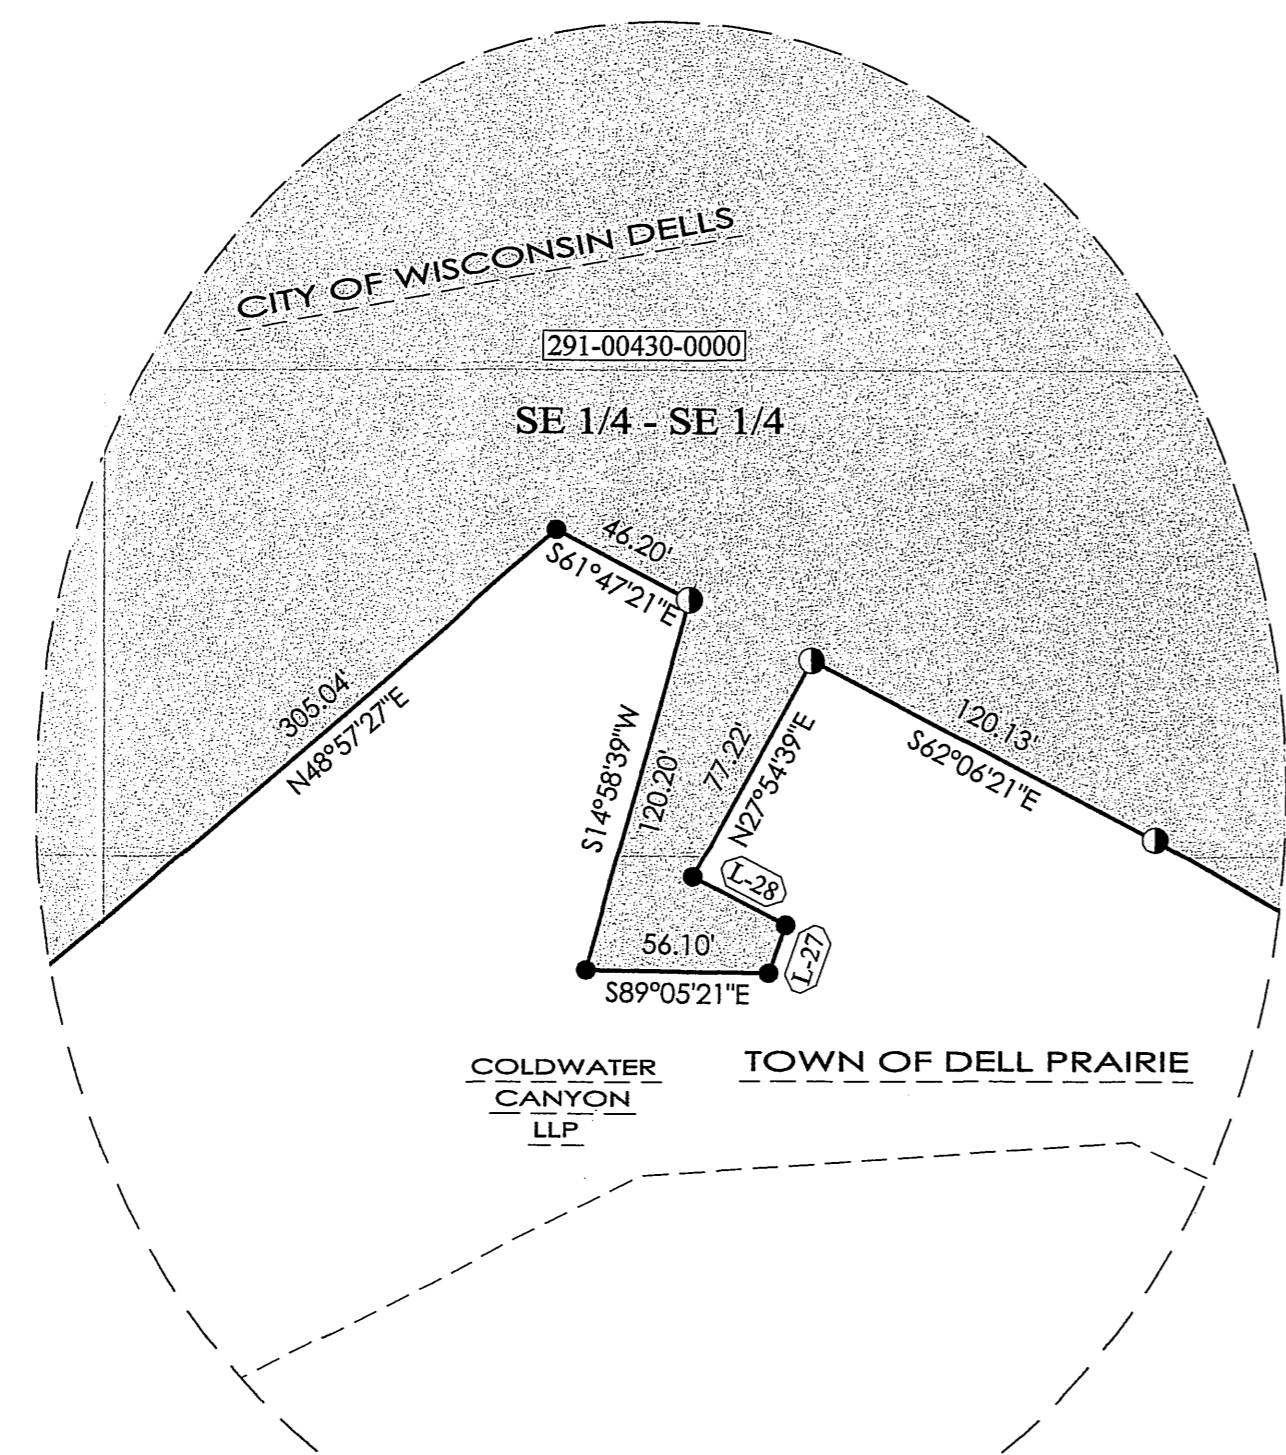 CITY OF WISCONSIN DELLS
291-00430-0000
SE 1/4 - SE 1/4
46.20'
S61°47'21"E
305.04'
N48°57'27"E
S14°58'39"W
120.20'
77.22'
N27°54'39"E
120.13'
S62°06'21"E
L-28
L-27
56.10'
S89°05'21"E
COLDWATER
CANYON
LLP
TOWN OF DELL PRAIRIE